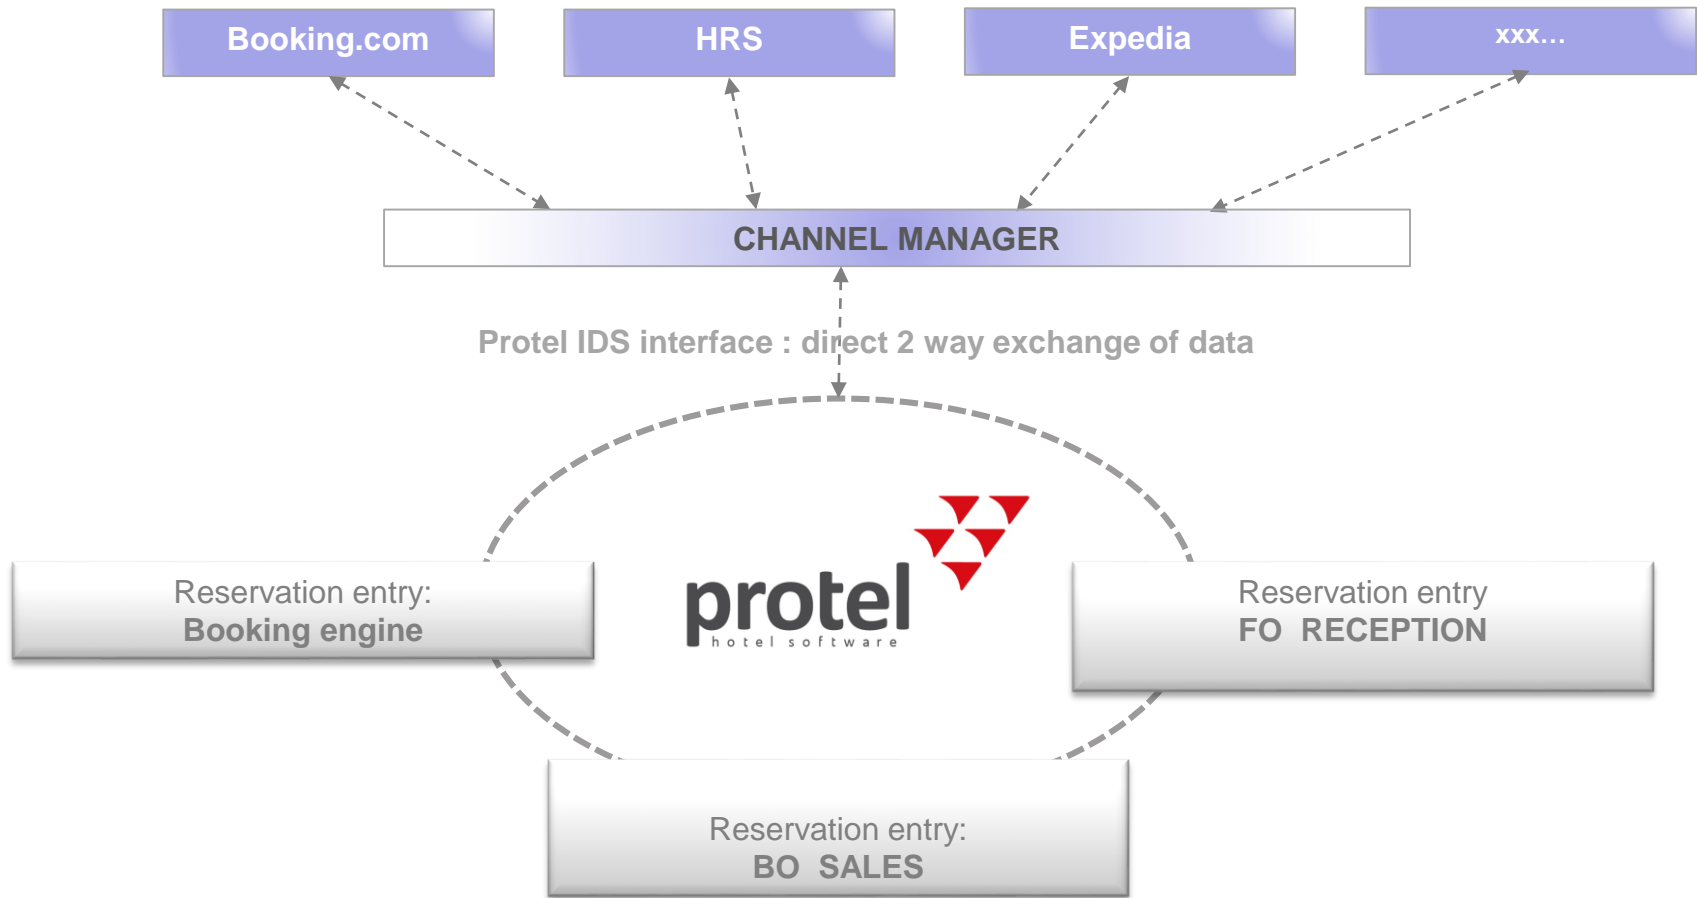 Booking.com
HRS
Expedia
xxx...
CHANNEL MANAGER
Protel IDS interface : direct 2 way exchange of data
protel
hotel software
Reservation entry:
Booking engine
Reservation entry
FO RECEPTION
Reservation entry:
BO SALES